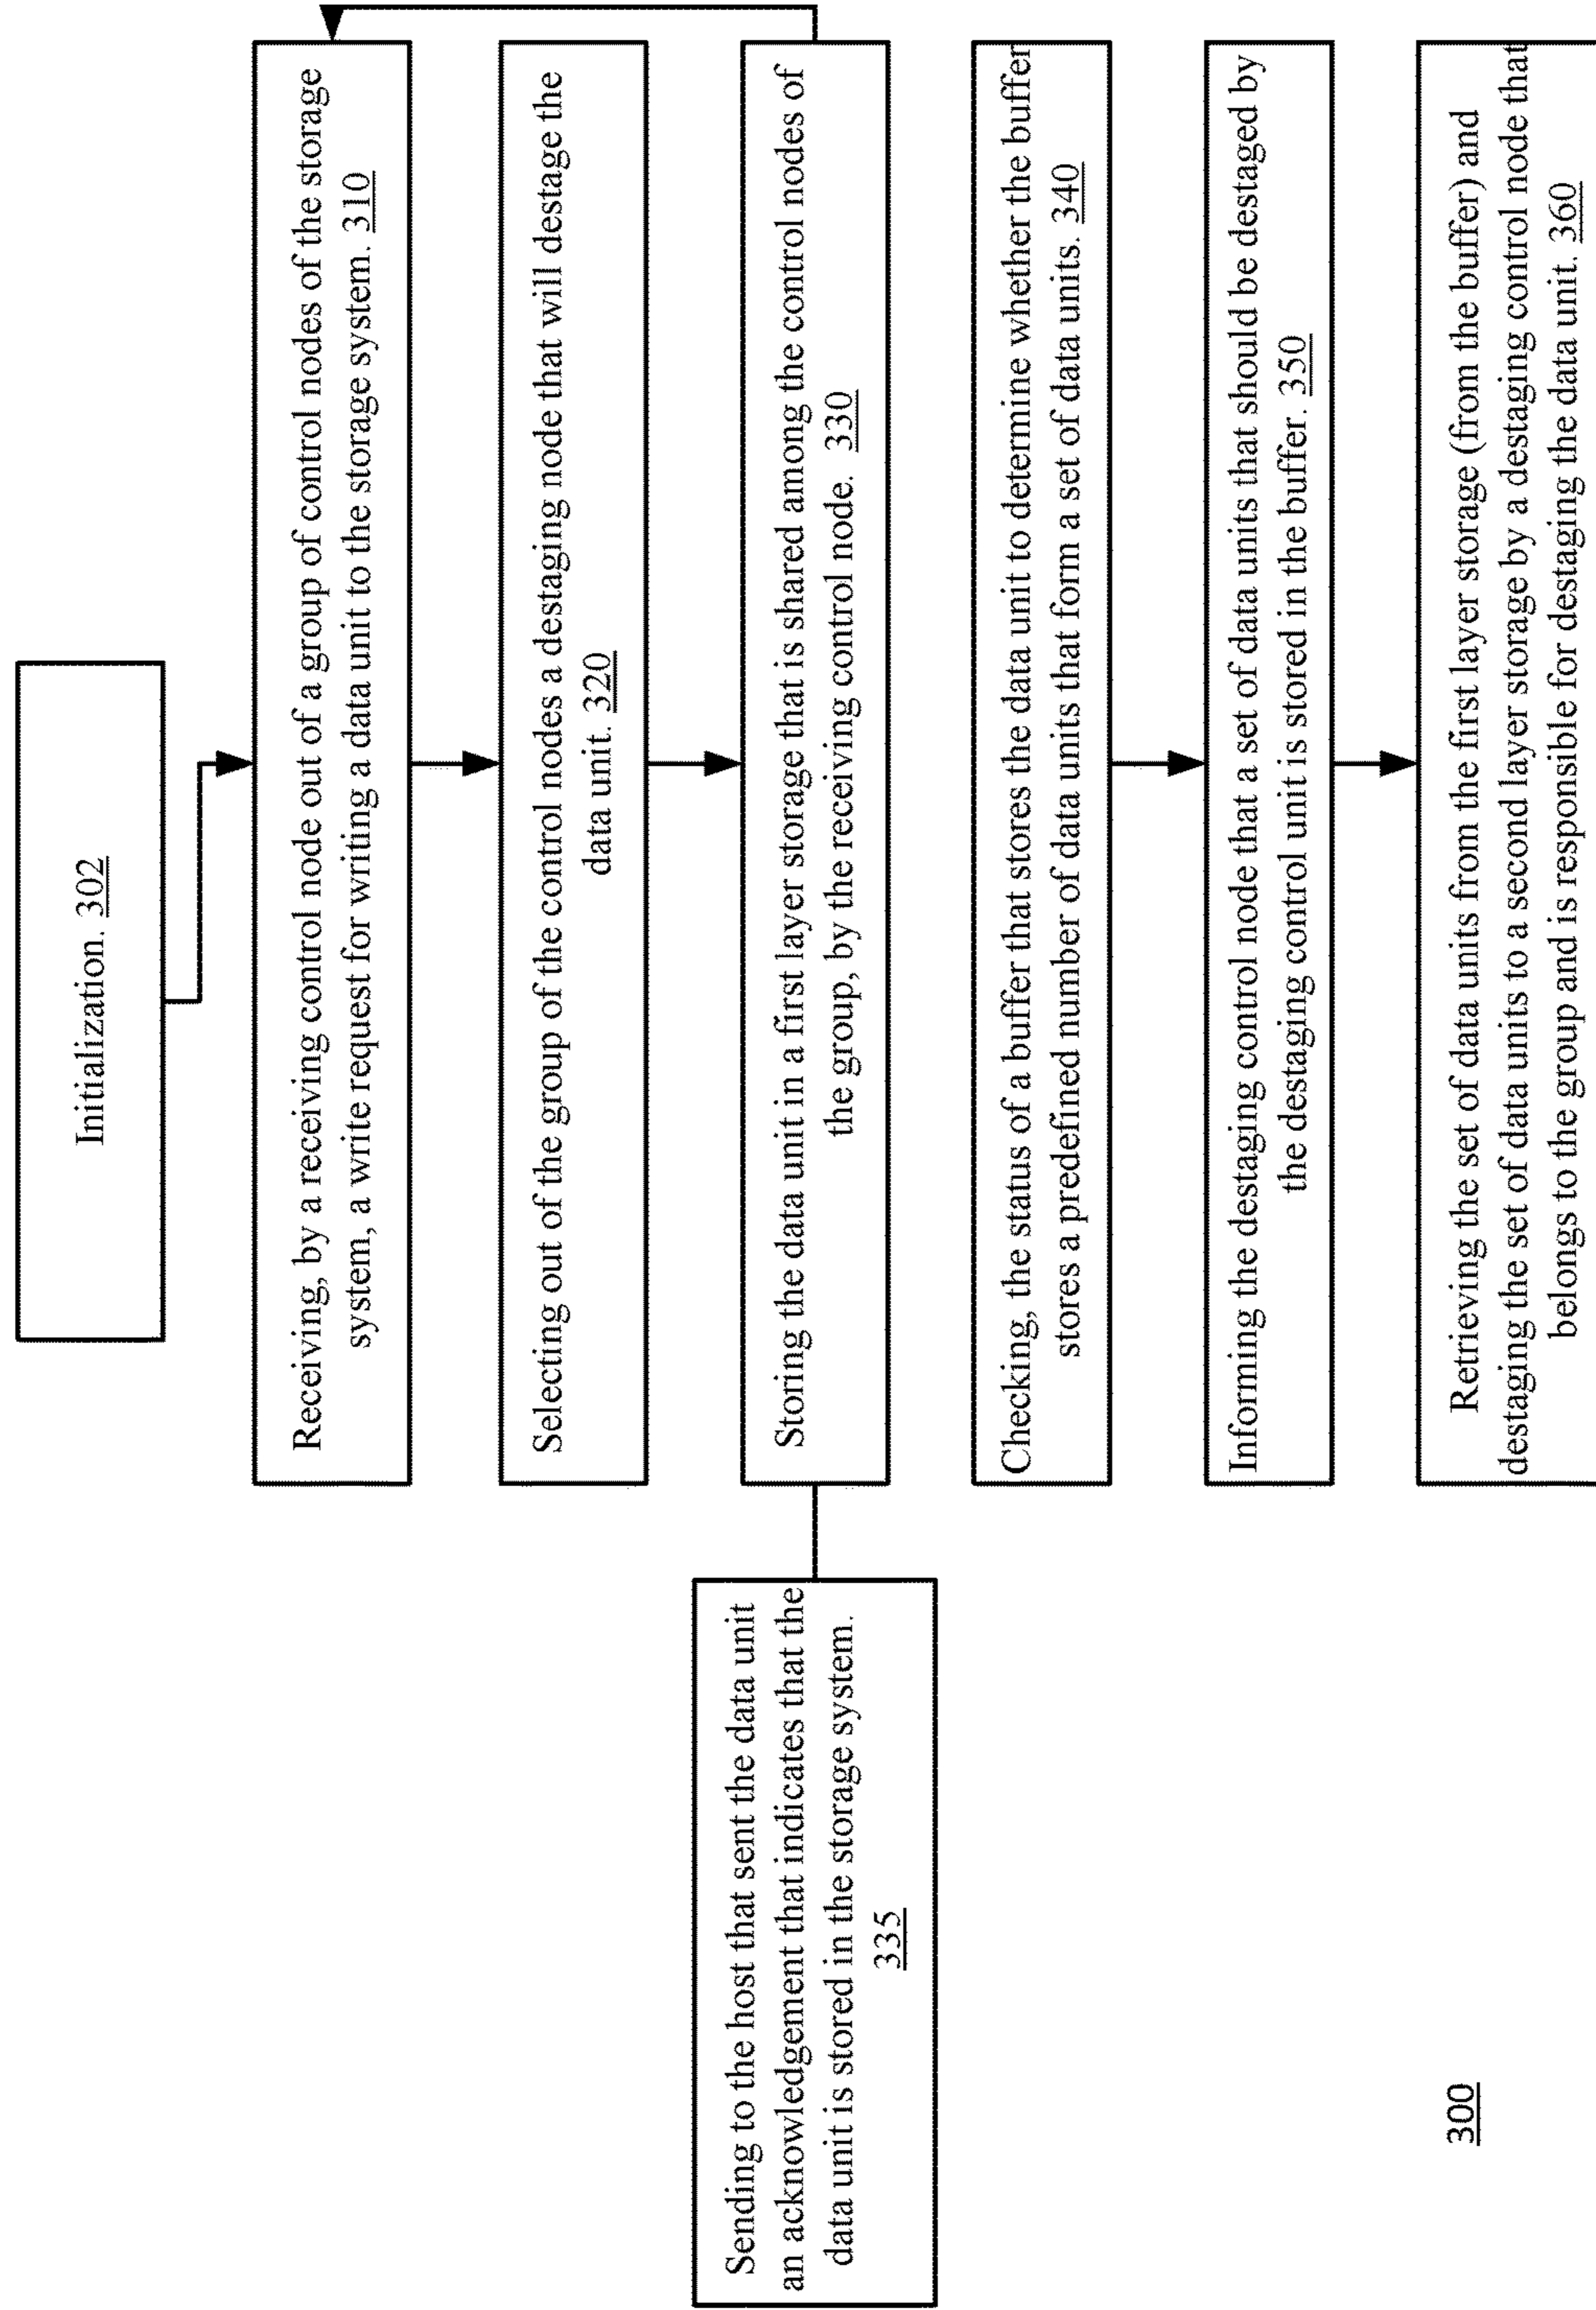 Initialization. 302
Receiving, by a receiving control node out of a group of control nodes of the storage
system, a write request for writing a data unit to the storage system. 310
Selecting out of the group of the control nodes a destaging node that will destage the
data unit. 320
Storing the data unit in a first layer storage that is shared among the control nodes of
the group, by the receiving control node. 330
Sending to the host that sent the data unit
an acknowledgement that indicates that the
data unit is stored in the storage system.
335
Checking, the status of a buffer that stores the data unit to determine whether the buffer
stores a predefined number of data units that form a set of data units. 340
Informing the destaging control node that a set of data units that should be destaged by
the destaging control unit is stored in the buffer. 350
Retrieving the set of data units from the first layer storage (from the buffer) and
destaging the set of data units to a second layer storage by a destaging control node that
belongs to the group and is responsible for destaging the data unit. 360
300